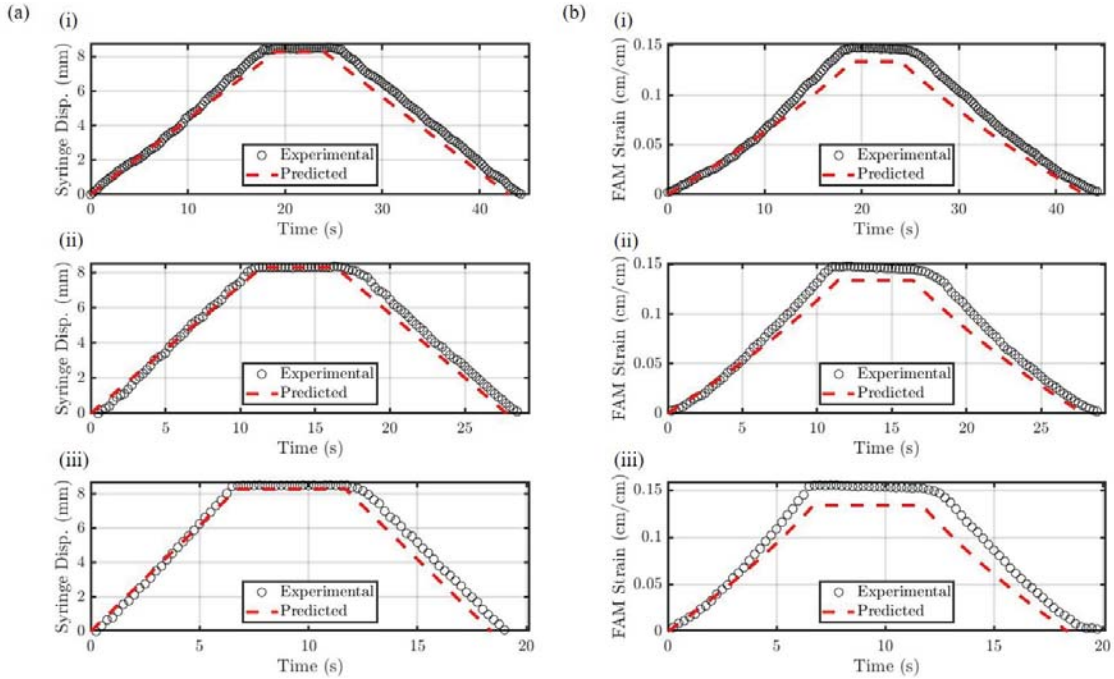 (a)
(i)
Syringe Disp. (mm)
8
6
4
2
0
Experimental
Predicted
0 10 20 30 40
Time (s)
(ii)
Syringe Disp. (mm)
8
6
4
2
0
Experimental
Predicted
0 5 10 15 20 25
Time (s)
(iii)
Syringe Disp. (mm)
8
6
4
2
0
Experimental
Predicted
0 5 10 15
Time (s)
(b)
(i)
FAM Strain (cm/cm)
0.15
0.1
0.05
0
Experimental
Predicted
0 10 20 30 40
Time (s)
(ii)
FAM Strain (cm/cm)
0.15
0.1
0.05
0
Experimental
Predicted
0 5 10 15 20 25
Time (s)
(iii)
FAM Strain (cm/cm)
0.15
0.1
0.05
0
Experimental
Predicted
0 5 10 15 20
Time (s)